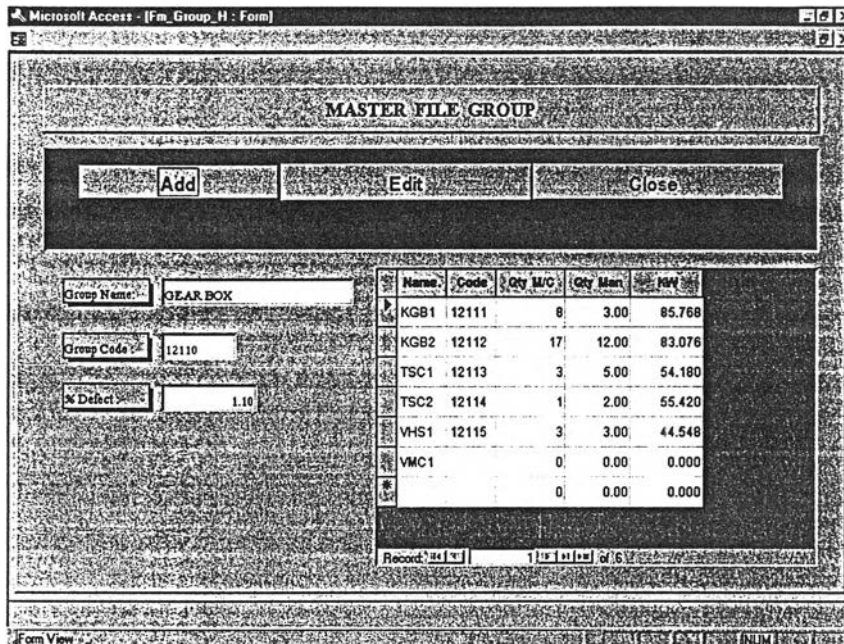 Microsoft Access - [Fm_Group_H : Form]
MASTER FILE GROUP
Add Edit Close
Group Name: GEAR BOX
Group Code : 12110
% Defect : 1.10
Name. Code Qty M/C Qty Man KW
KGB1 12111 8 3.00 85.768
KGB2 12112 17 12.00 83.076
TSC1 12113 3 5.00 54.180
TSC2 12114 1 2.00 55.420
VHS1 12115 3 3.00 44.548
VMC1 0 0.00 0.000
0 0.00 0.000
Record: 1 of 6
Form View NUM